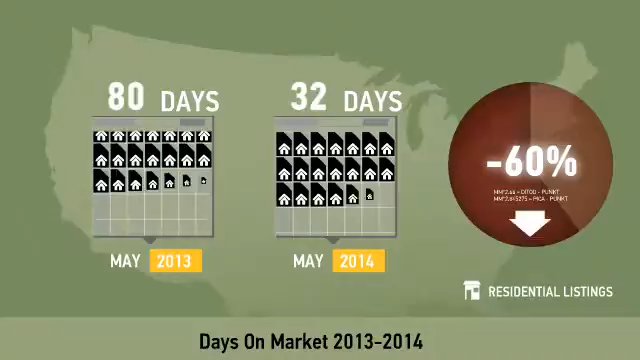 80 DAYS
32 DAYS
-60%
MAY 2013
MAY 2014
RESIDENTIAL LISTINGS
Days On Market 2013-2014